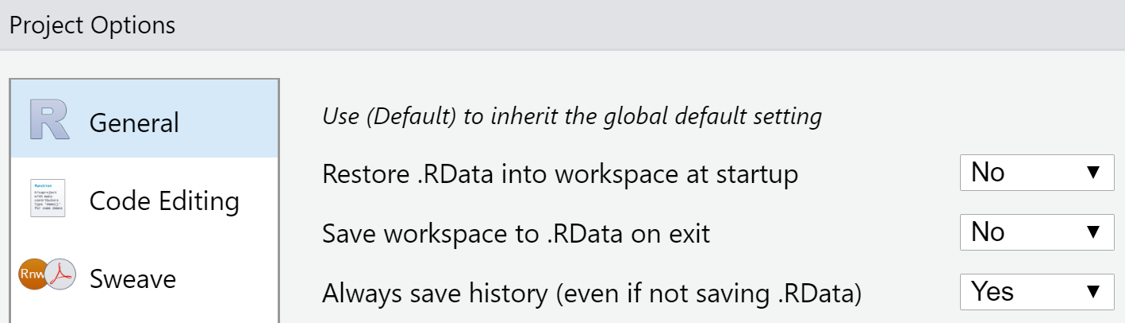 Project Options
General
Code Editing
Rnw
Sweave
Use (Default) to inherit the global default setting
Restore .RData into workspace at startup
No
Save workspace to .RData on exit
No
Always save history (even if not saving .RData)
Yes